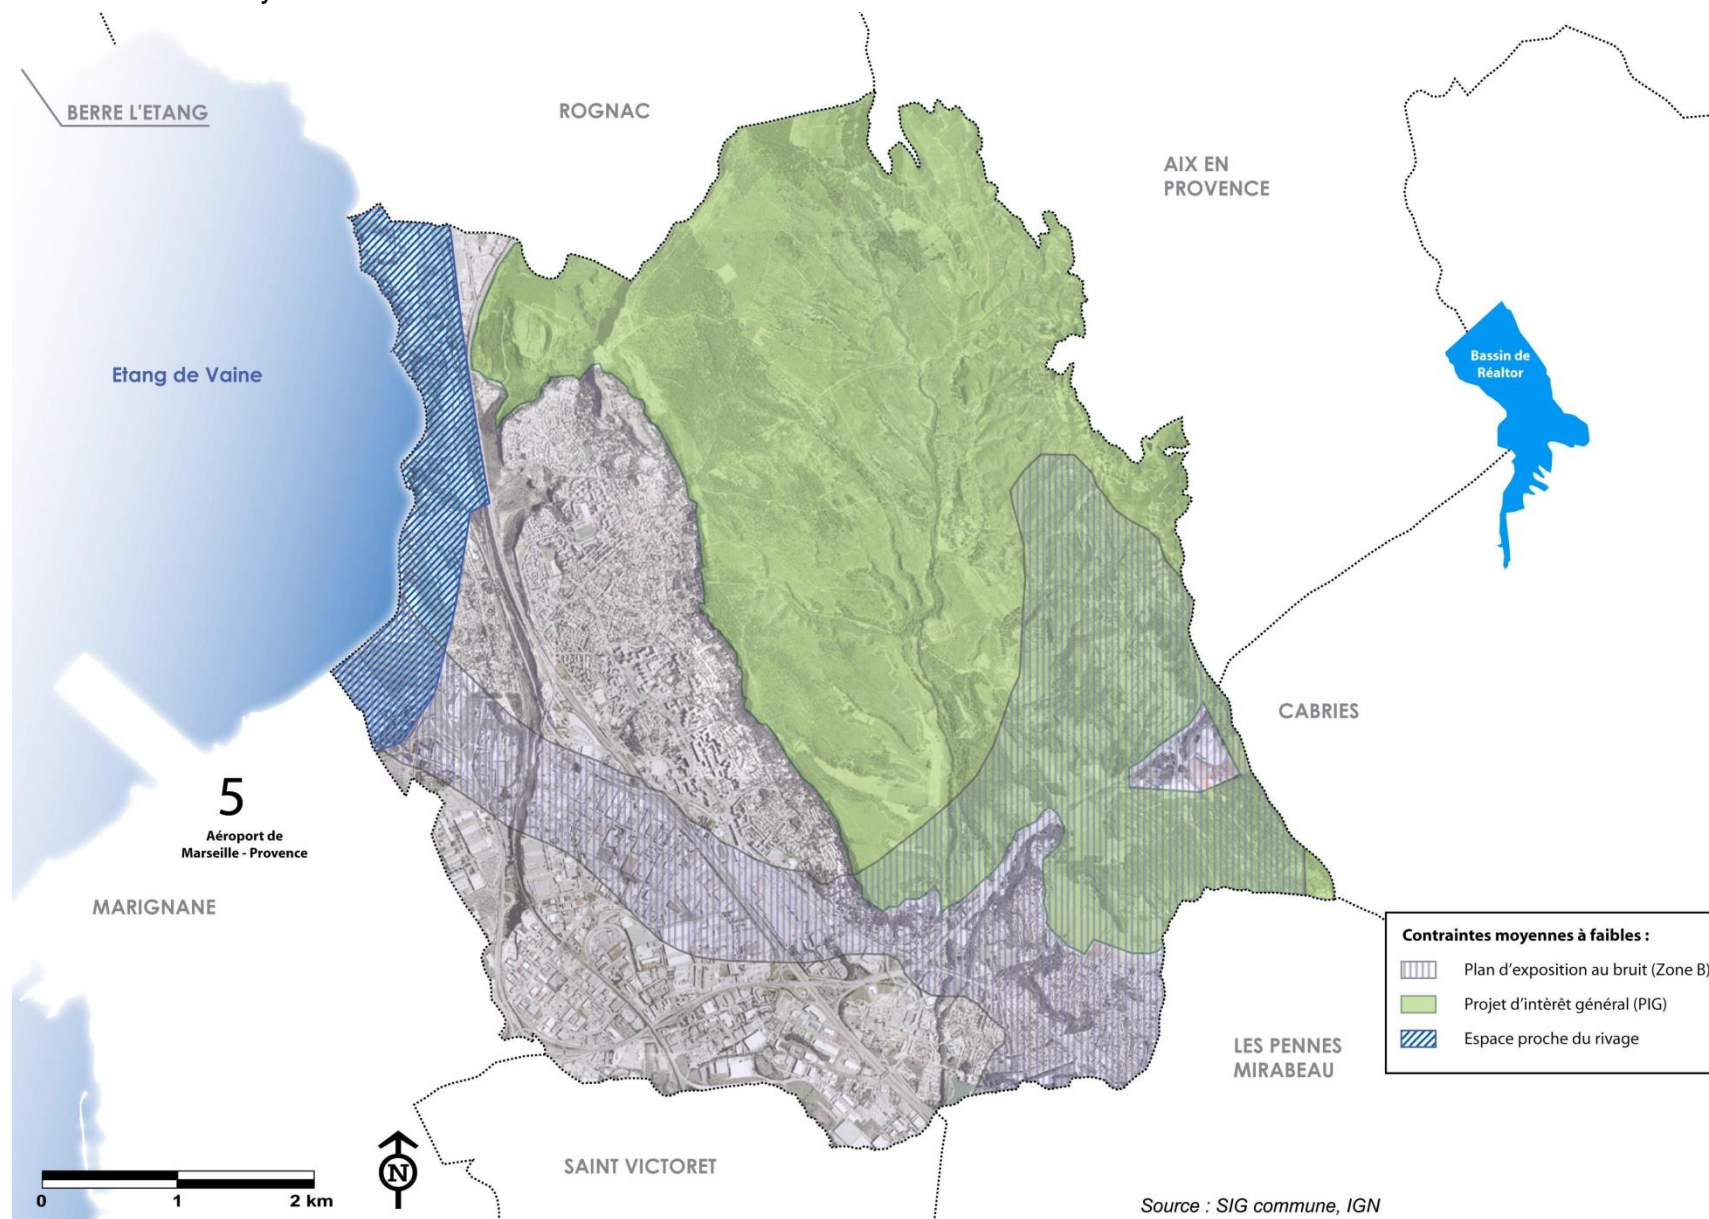 BERRE L'ETANG
ROGNAC
AIX EN
PROVENCE
Bassin de
Réaltor
Etang de Vaine
CABRIES
5
Aéroport de
Marseille - Provence
MARIGNANE
Contraintes moyennes à faibles :
Plan d'exposition au bruit (Zone B)
Projet d'intèrêt général (PIG)
Espace proche du rivage
LES PENNES
MIRABEAU
SAINT VICTORET
N
0 1 2 km
Source : SIG commune, IGN